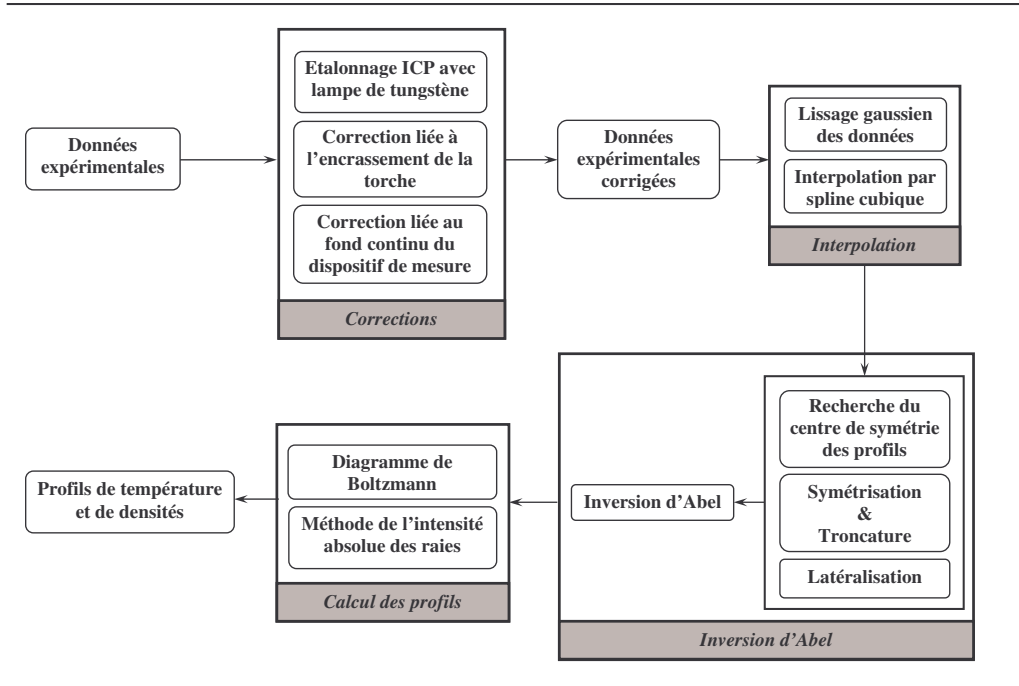 Données
expérimentales
Etalonnage ICP avec
lampe de tungstène
Correction liée à
l'encrassement de la
torche
Correction liée au
fond continu du
dispositif de mesure
Corrections
Données
expérimentales
corrigées
Lissage gaussien
des données
Interpolation par
spline cubique
Interpolation
Recherche du
centre de symétrie
des profils
Symétrisation
&
Troncature
Latéralisation
Inversion d'Abel
Inversion d'Abel
Diagramme de
Boltzmann
Méthode de l'intensité
absolue des raies
Calcul des profils
Profils de température
et de densités